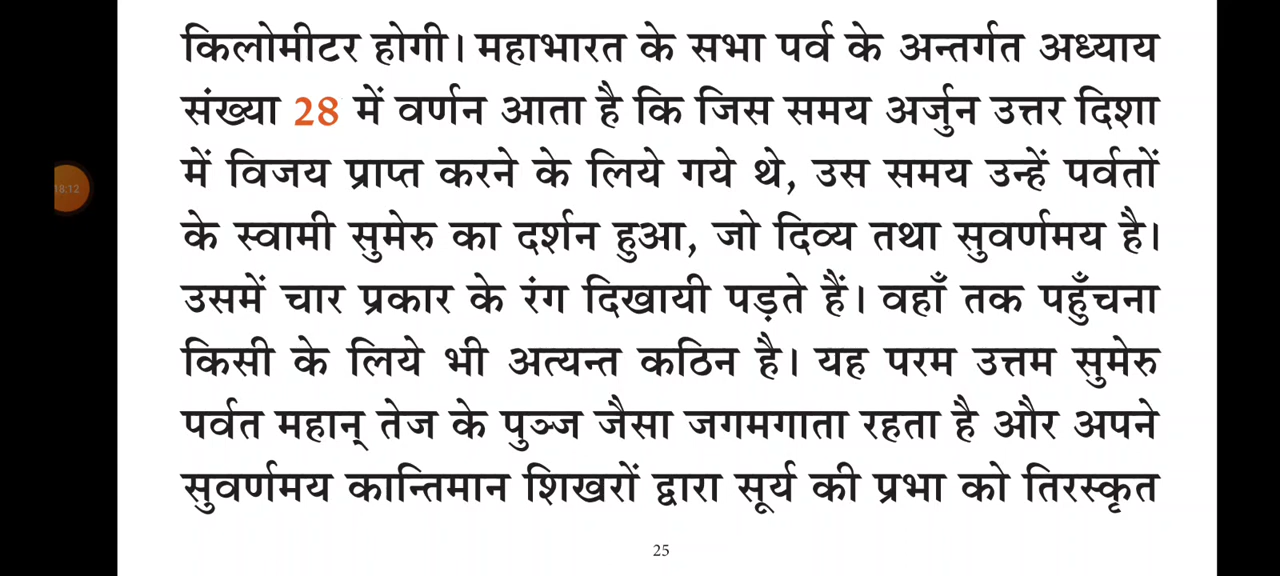 किलोमीटर होगी। महाभारत के सभा पर्व के अन्तर्गत अध्याय
संख्या 28 में वर्णन आता है कि जिस समय अर्जुन उत्तर दिशा
में विजय प्राप्त करने के लिये गये थे, उस समय उन्हें पर्वतों
के स्वामी सुमेरु का दर्शन हुआ, जो दिव्य तथा सुवर्णमय है।
उसमें चार प्रकार के रंग दिखायी पड़ते हैं। वहाँ तक पहुँचना
किसी के लिये भी अत्यन्त कठिन है। यह परम उत्तम सुमेरु
पर्वत महान् तेज के पुञ्ज जैसा जगमगाता रहता है और अपने
सुवर्णमय कान्तिमान शिखरों द्वारा सूर्य की प्रभा को तिरस्कृत
25
18:12